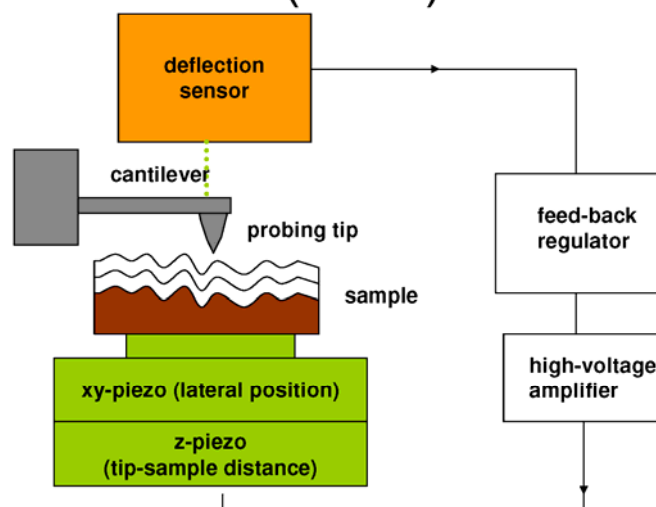 deflection
sensor
cantilever
probing tip
feed-back
regulator
sample
high-voltage
amplifier
xy-piezo (lateral position)
z-piezo
(tip-sample distance)